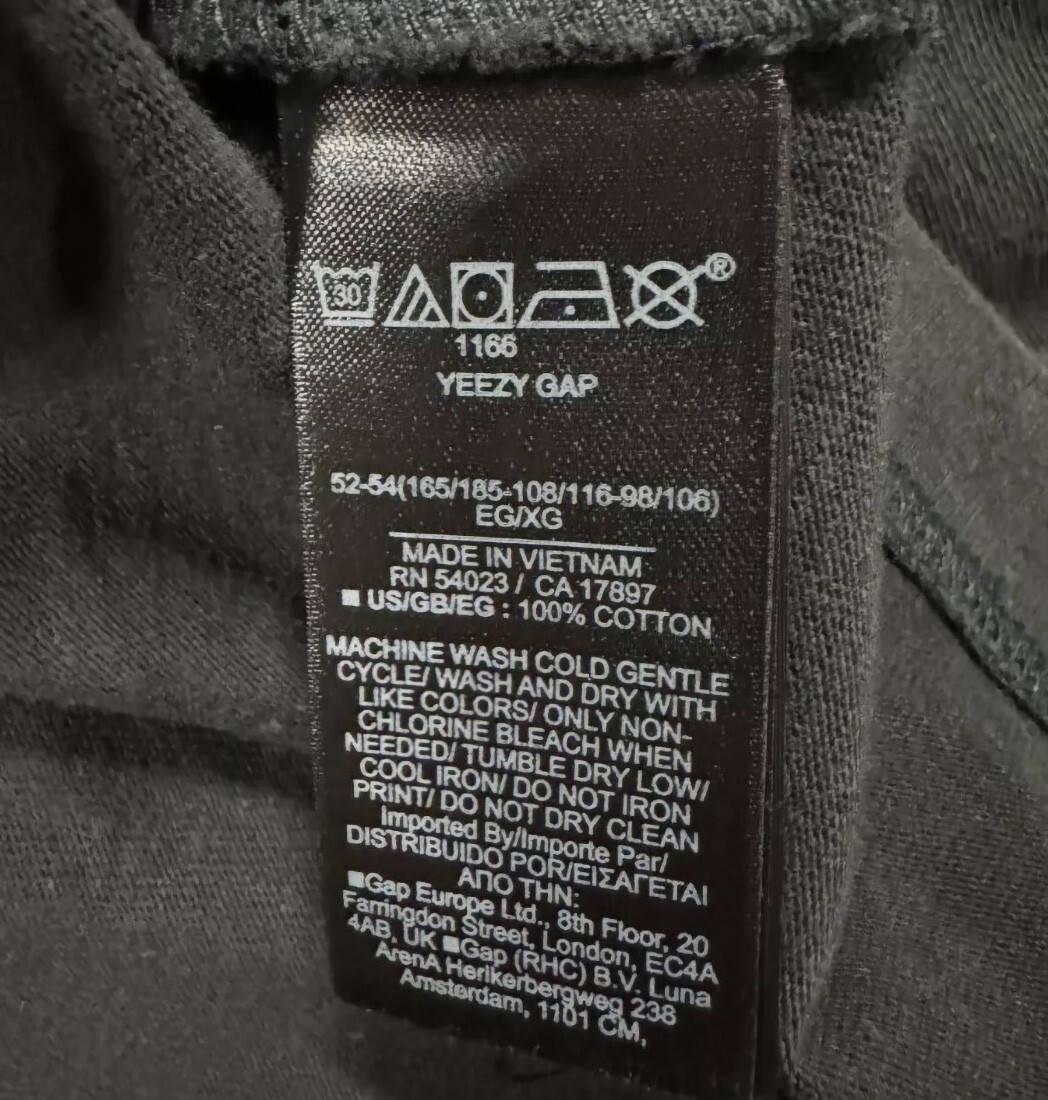 30
®
1166
YEEZY GAP
52-54(165/185-108/116-98/106)
EG/XG
MADE IN VIETNAM
RN 54023 / CA 17897
■ US/GB/EG : 100% COTTON
MACHINE WASH COLD GENTLE
CYCLE/ WASH AND DRY WITH
LIKE COLORS/ ONLY NON-
CHLORINE BLEACH WHEN
NEEDED/ TUMBLE DRY LOW/
COOL IRON/ DO NOT IRON
PRINT/ DO NOT DRY CLEAN
Imported By/Importe Par/
DISTRIBUIDO POR/ΕΙΣΑΓΕΤΑΙ
ΑΠΟ ΤΗΝ:
■Gap Europe Ltd., 8th Floor, 20
Farringdon Street, London, EC4A
4AB, UK ■Gap (RHC) B.V. Luna
ArenA Herikerbergweg 238
Amsterdam, 1101 CM,